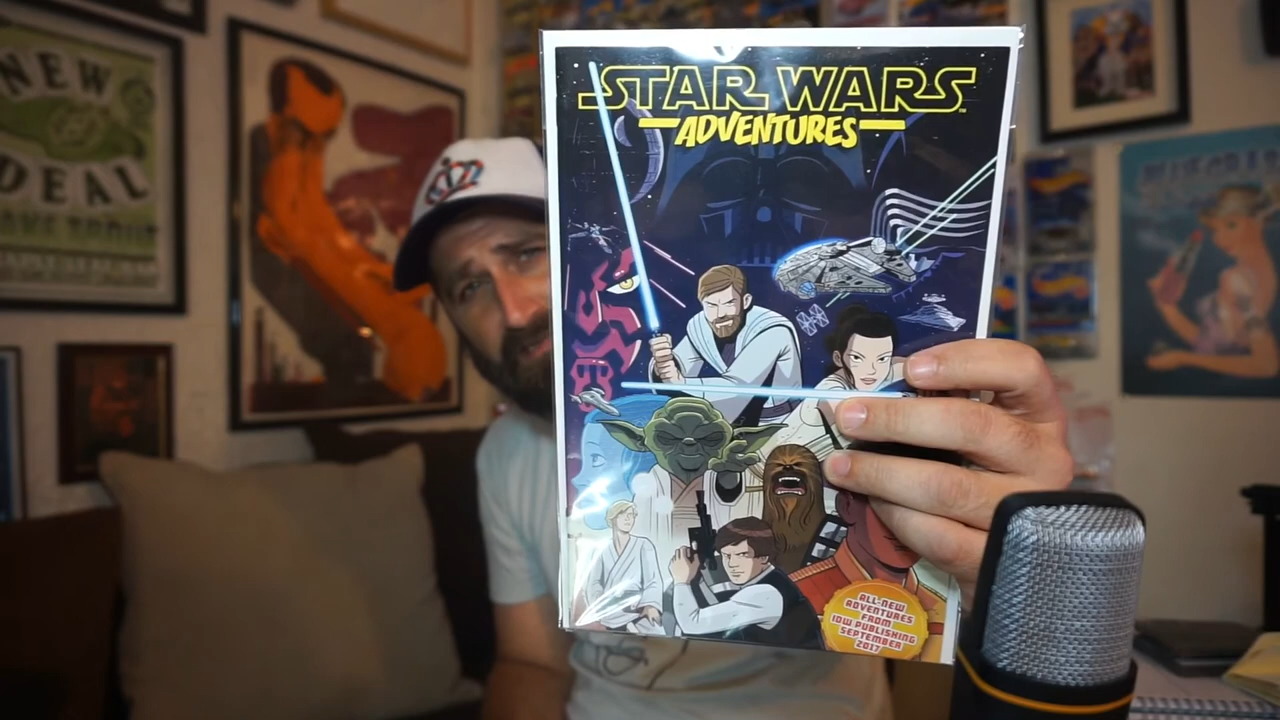 NEW
DEAL
STAR WARS
ADVENTURES
ALL-NEW
ADVENTURES
FROM
IDW PUBLISHING
SEPTEMBER
2017